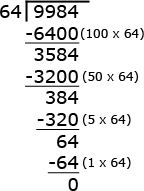 64 9984
-6400 (100 x 64)
3584
-3200 (50 x 64)
384
-320 (5 x 64)
64
-64 (1 x 64)
0